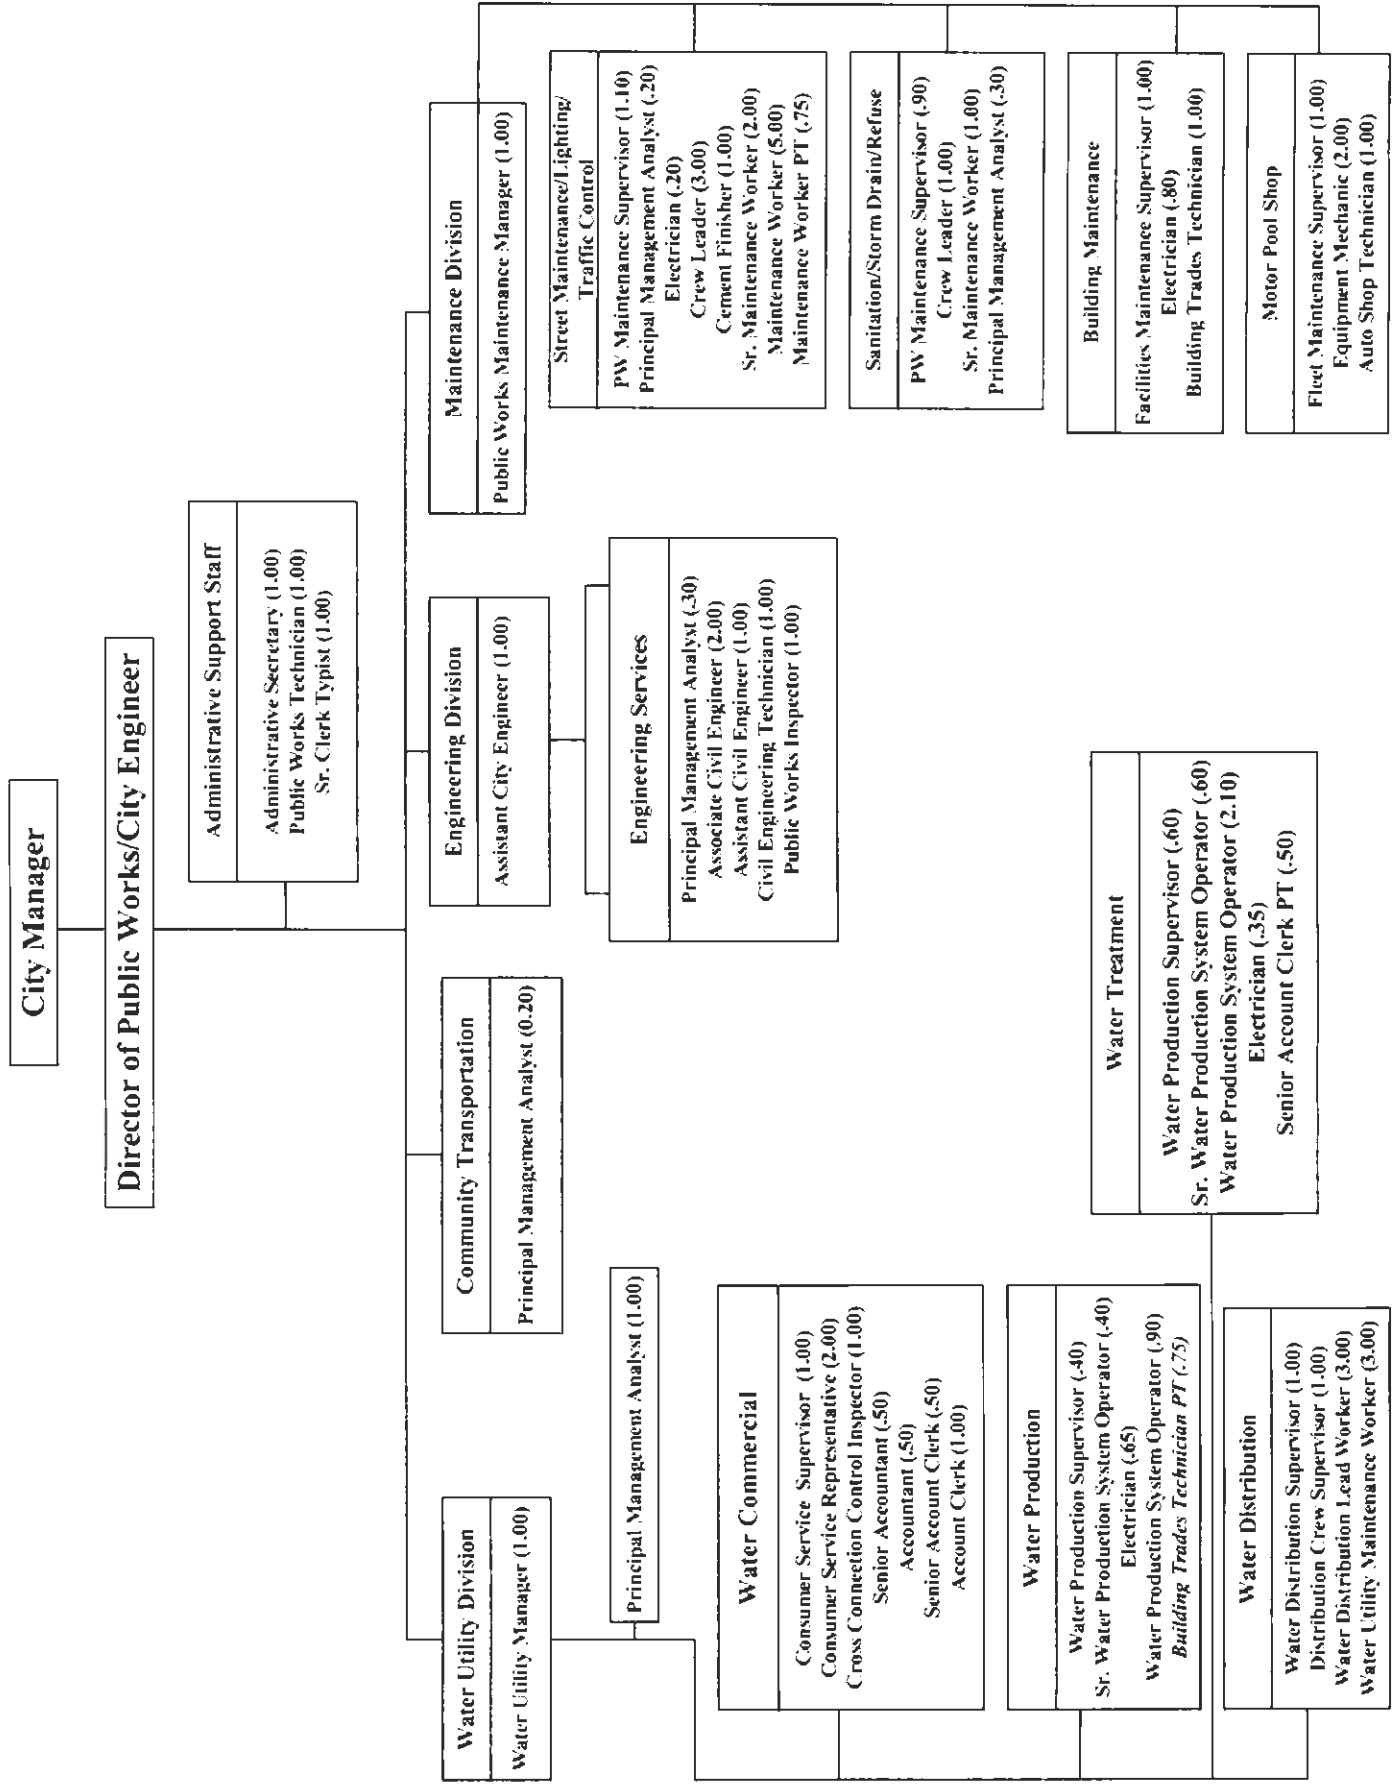 City Manager
Director of Public Works/City Engineer
Administrative Support Staff
Administrative Secretary (1.00)
Public Works Technician (1.00)
Sr. Clerk Typist (1.00)
Water Utility Division
Water Utility Manager (1.00)
Community Transportation
Principal Management Analyst (0.20)
Engineering Division
Assistant City Engineer (1.00)
Maintenance Division
Public Works Maintenance Manager (1.00)
Principal Management Analyst (1.00)
Water Commercial
Consumer Service Supervisor (1.00)
Consumer Service Representative (2.00)
Cross Connection Control Inspector (1.00)
Senior Accountant (.50)
Accountant (.50)
Senior Account Clerk (.50)
Account Clerk (1.00)
Water Production
Water Production Supervisor (.40)
Sr. Water Production System Operator (.40)
Electrician (.65)
Water Production System Operator (.90)
Building Trades Technician PT (.75)
Water Distribution
Water Distribution Supervisor (1.00)
Distribution Crew Supervisor (1.00)
Water Distribution Lead Worker (3.00)
Water Utility Maintenance Worker (3.00)
Water Treatment
Water Production Supervisor (.60)
Sr. Water Production System Operator (.60)
Water Production System Operator (2.10)
Electrician (.35)
Senior Account Clerk PT (.50)
Engineering Services
Principal Management Analyst (.30)
Associate Civil Engineer (2.00)
Assistant Civil Engineer (1.00)
Civil Engineering Technician (1.00)
Public Works Inspector (1.00)
Street Maintenance/Lighting/
Traffic Control
PW Maintenance Supervisor (1.10)
Principal Management Analyst (.20)
Electrician (.20)
Crew Leader (3.00)
Cement Finisher (1.00)
Sr. Maintenance Worker (2.00)
Maintenance Worker (5.00)
Maintenance Worker PT (.75)
Sanitation/Storm Drain/Refuse
PW Maintenance Supervisor (.90)
Crew Leader (1.00)
Sr. Maintenance Worker (1.00)
Principal Management Analyst (.30)
Building Maintenance
Facilities Maintenance Supervisor (1.00)
Electrician (.80)
Building Trades Technician (1.00)
Motor Pool Shop
Fleet Maintenance Supervisor (1.00)
Equipment Mechanic (2.00)
Auto Shop Technician (1.00)